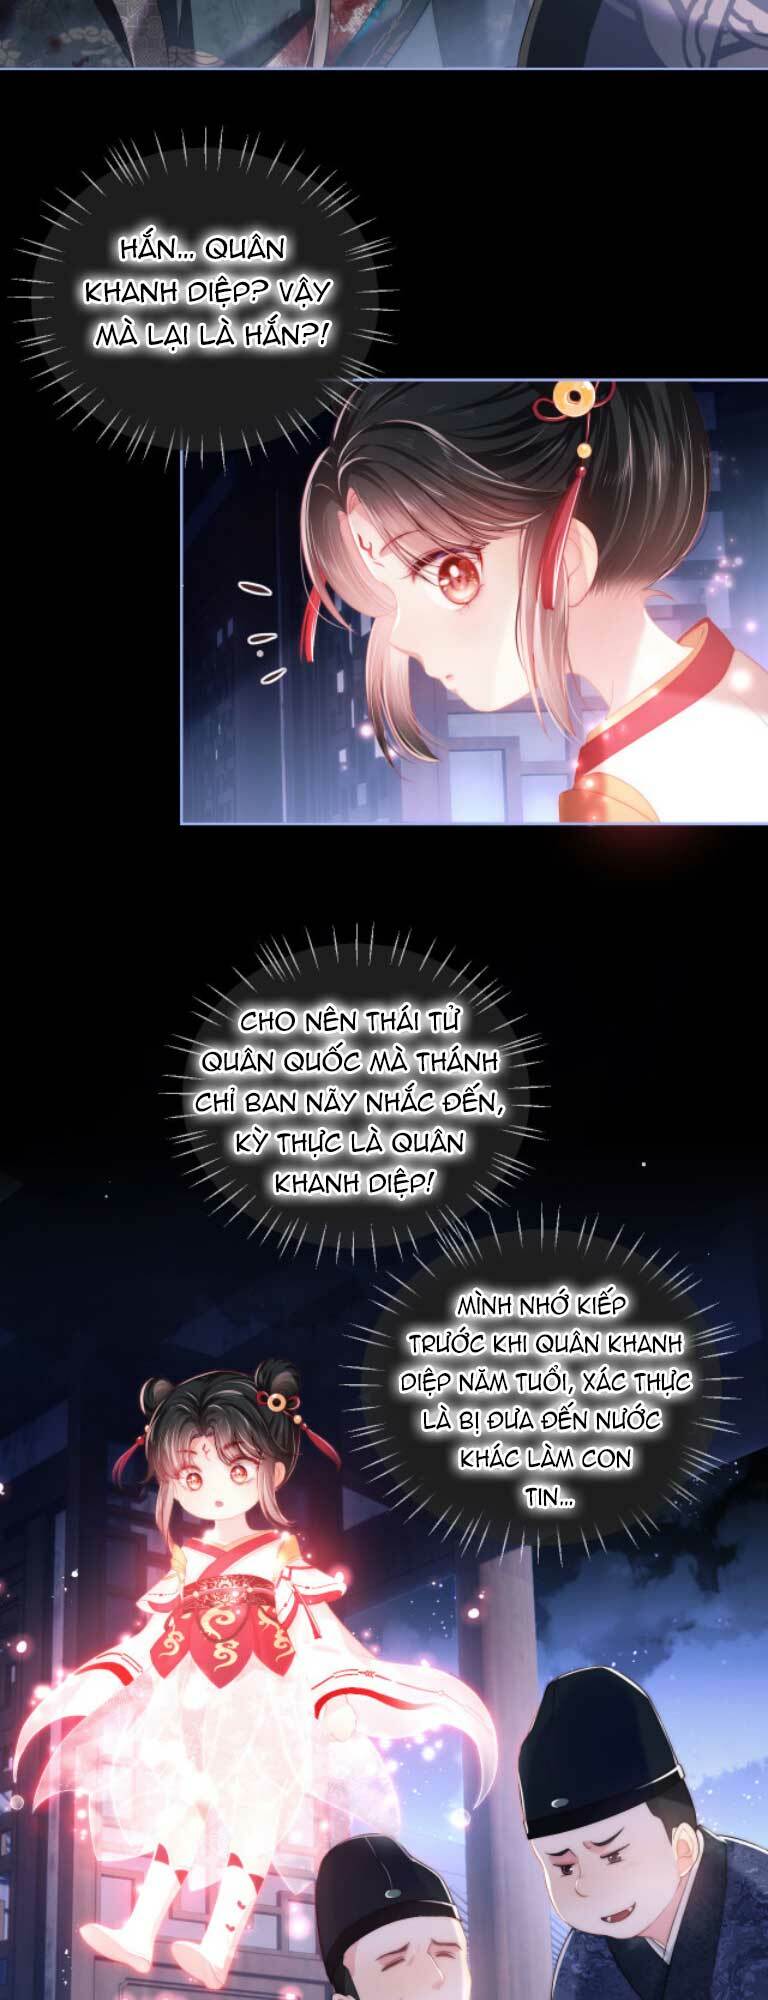 HẮN... QUÂN
KHANH DIỆP? VẬY
MÀ LẠI LÀ HẮN?!
CHO NÊN THÁI TỬ
QUÂN QUỐC MÀ THÁNH
CHỈ BAN NÃY NHẮC ĐẾN,
KỲ THỰC LÀ QUÂN
KHANH DIỆP!
MÌNH NHỚ KIẾP
TRƯỚC KHI QUÂN KHANH
DIỆP NĂM TUỔI, XÁC THỰC
LÀ BỊ ĐƯA ĐẾN NƯỚC
KHÁC LÀM CON
TIN...